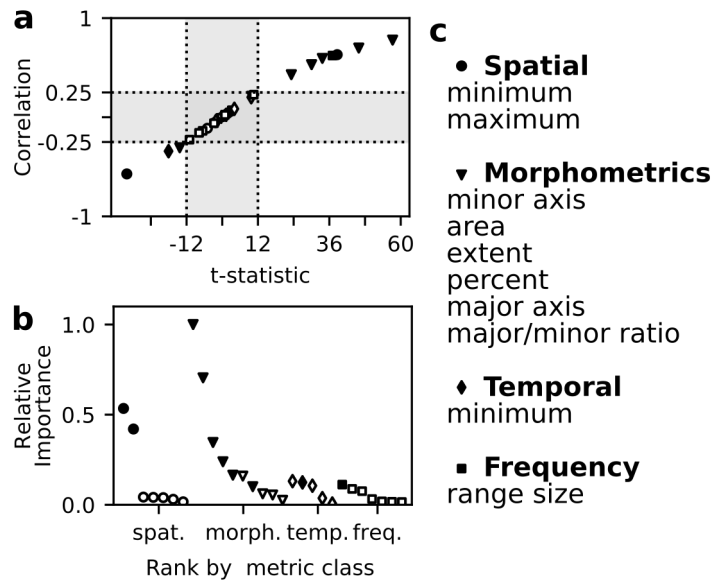 a
1
0.25
-0.25
-1
Correlation
-12 12 36 60
t-statistic
b
1.0
0.5
0.0
Relative
Importance
spat. morph. temp. freq.
Rank by metric class
c
Spatial
minimum
maximum
Morphometrics
minor axis
area
extent
percent
major axis
major/minor ratio
Temporal
minimum
Frequency
range size